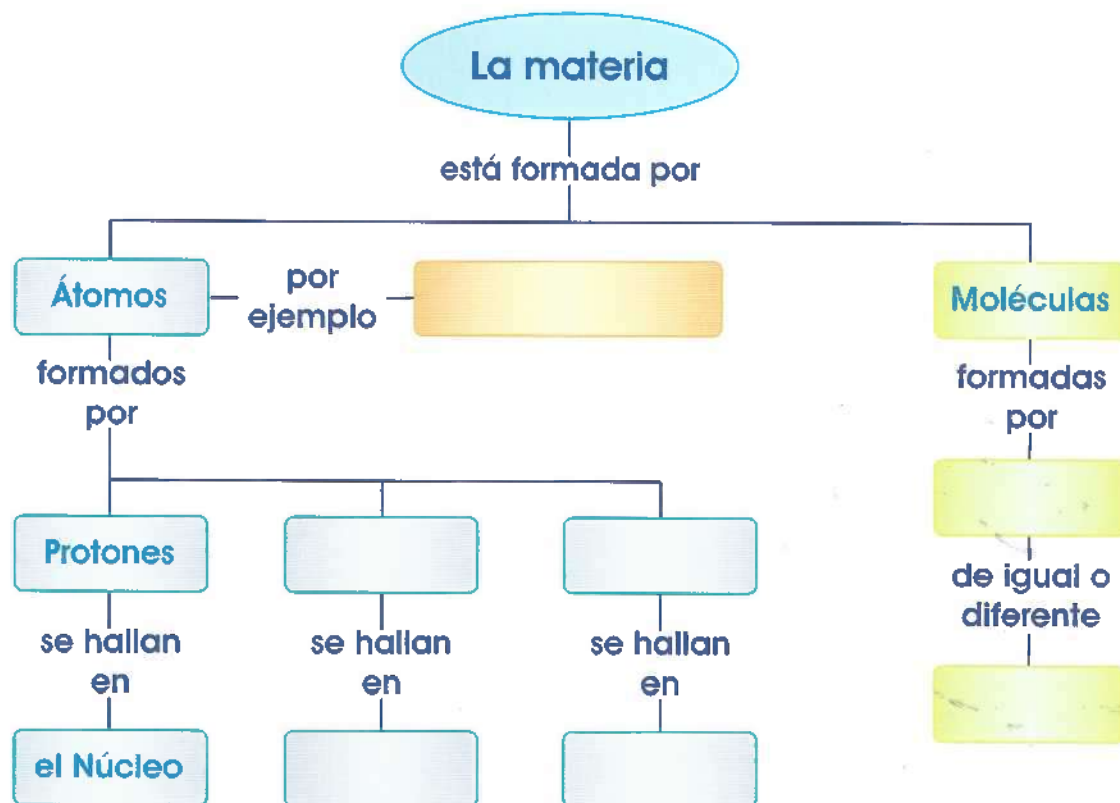 La materia
está formada por
Átomos
por
ejemplo
Moléculas
formados
por
formadas
por
Protones
de igual o
diferente
se hallan
en
se hallan
en
se hallan
en
el Núcleo